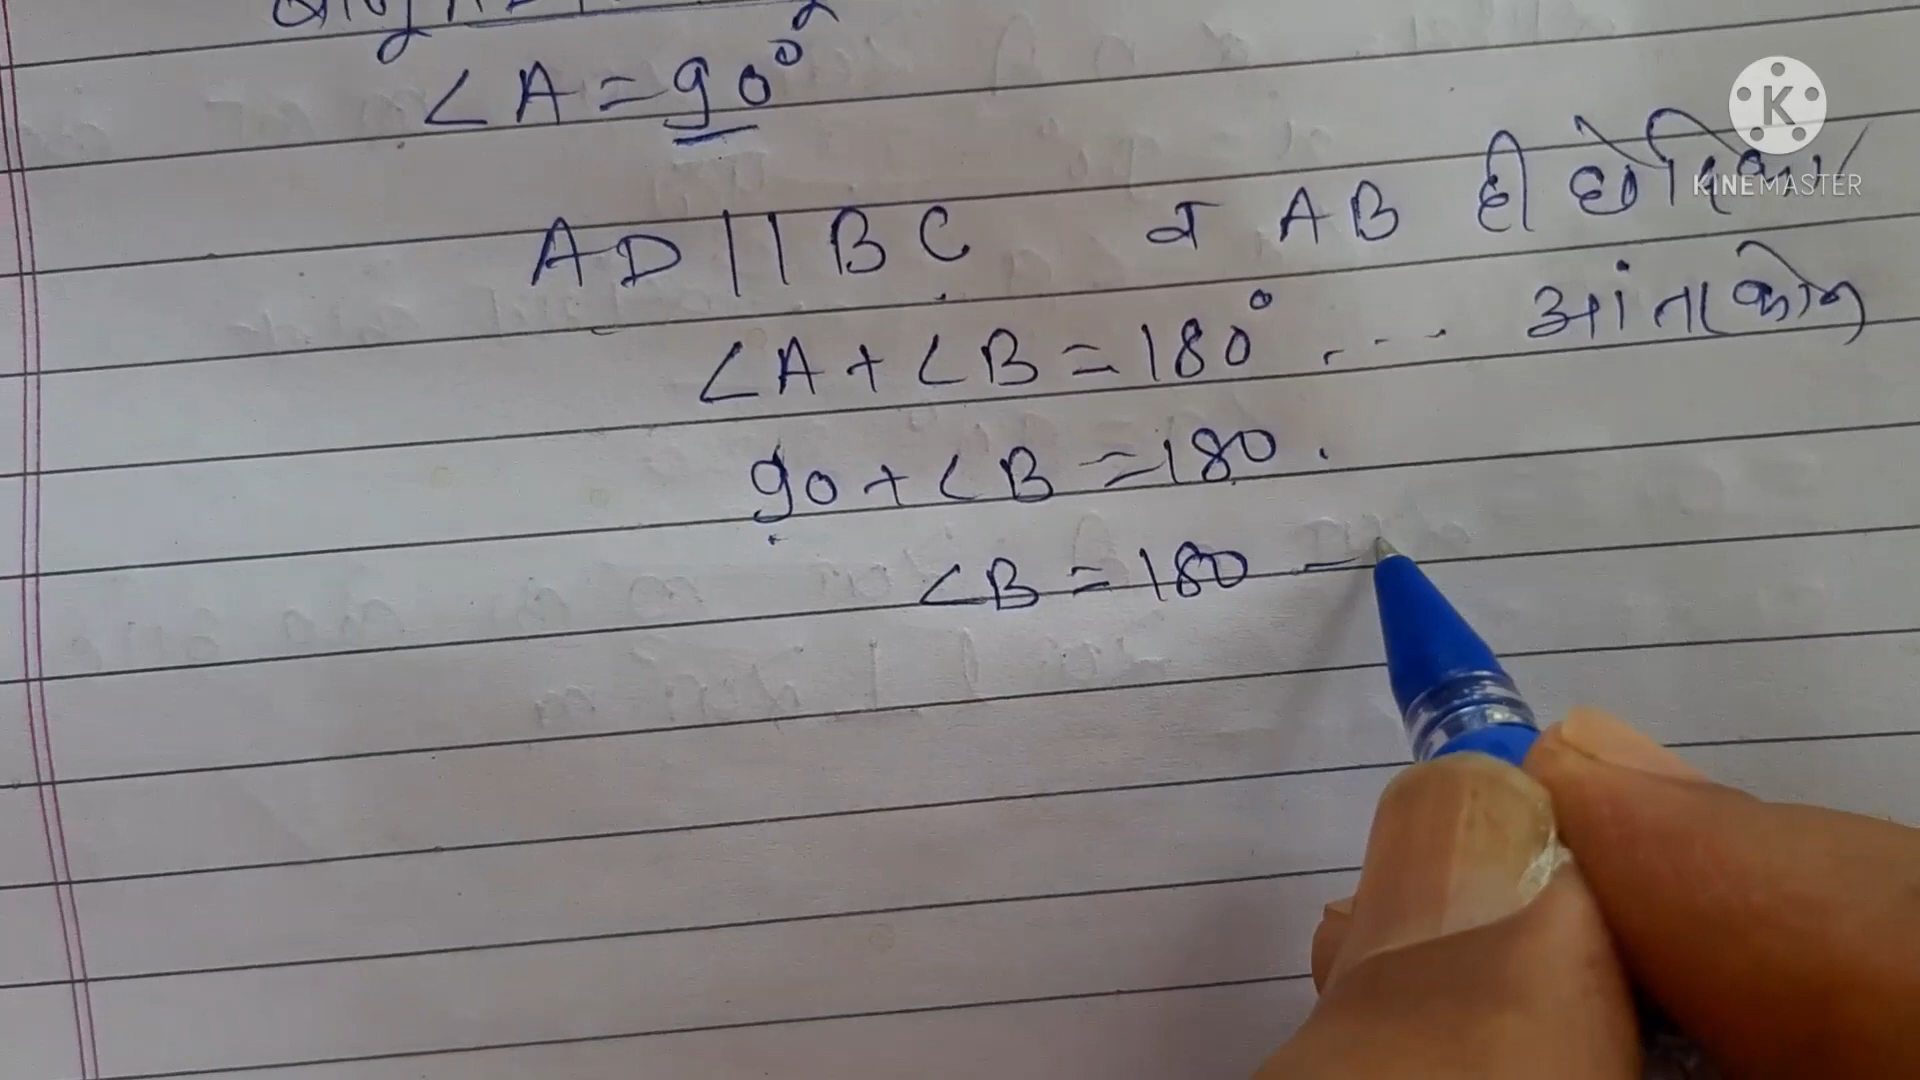 ∠A = 90°
AD || BC व AB ही छेदिका
∠A + ∠B = 180° ... आंतरकोन
90 + ∠B = 180.
∠B = 180 -
K
KINEMASTER